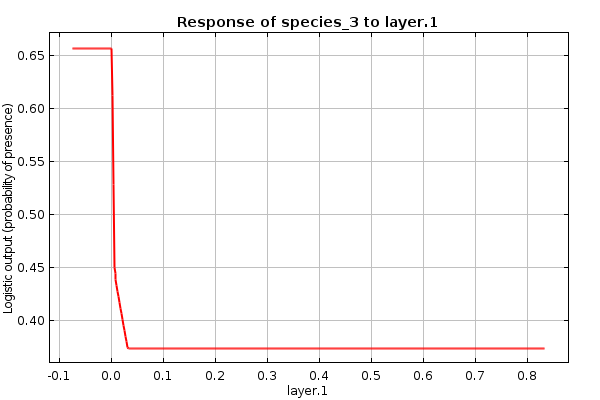 Response of species_3 to layer.1
Logistic output (probability of presence)
0.65
0.60
0.55
0.50
0.45
0.40
-0.1 0.0 0.1 0.2 0.3 0.4 0.5 0.6 0.7 0.8
layer.1